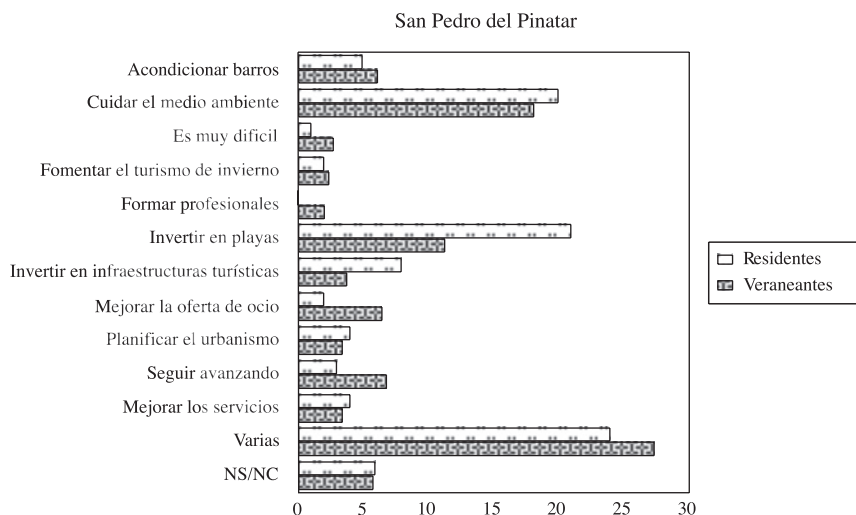 San Pedro del Pinatar
Acondicionar barros
Cuidar el medio ambiente
Es muy dificil
Fomentar el turismo de invierno
Formar profesionales
Invertir en playas
Invertir en infraestructuras turísticas
Mejorar la oferta de ocio
Planificar el urbanismo
Seguir avanzando
Mejorar los servicios
Varias
NS/NC
Residentes
Veraneantes
0 5 10 15 20 25 30